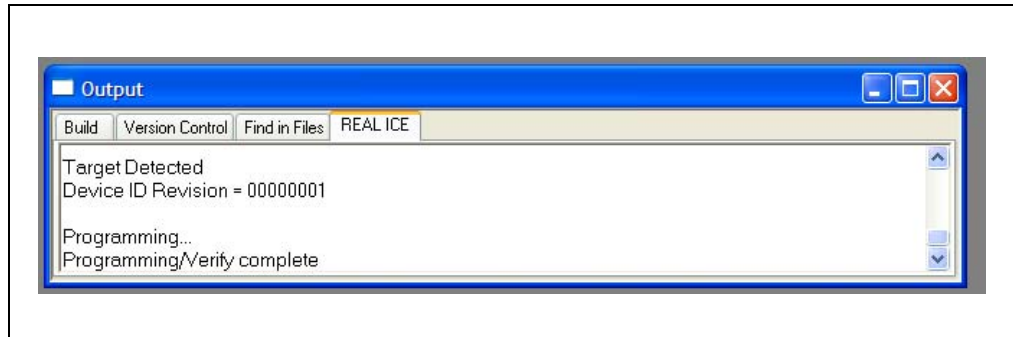 Output
Build Version Control Find in Files REAL ICE
Target Detected
Device ID Revision = 00000001
Programming...
Programming/Verify complete